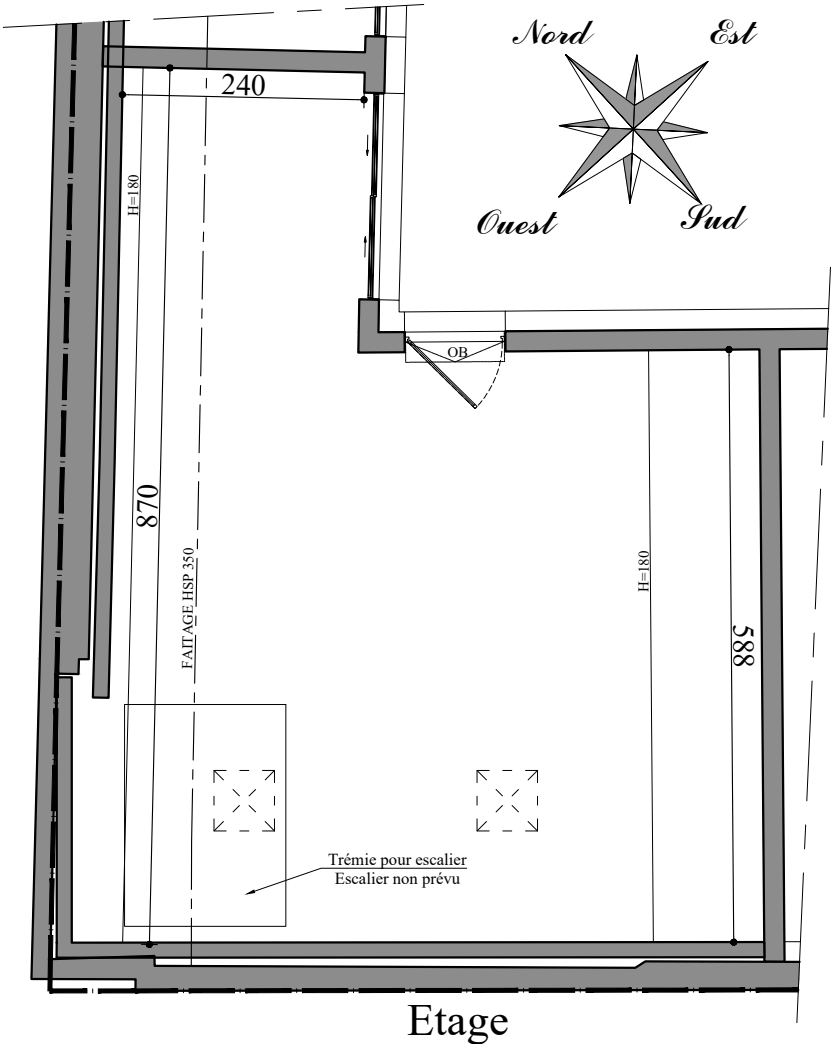 Nord
Est
Ouest
Sud
240
H=180
OB
870
FAITAGE HSP 350
H=180
588
Trémie pour escalier
Escalier non prévu
Etage